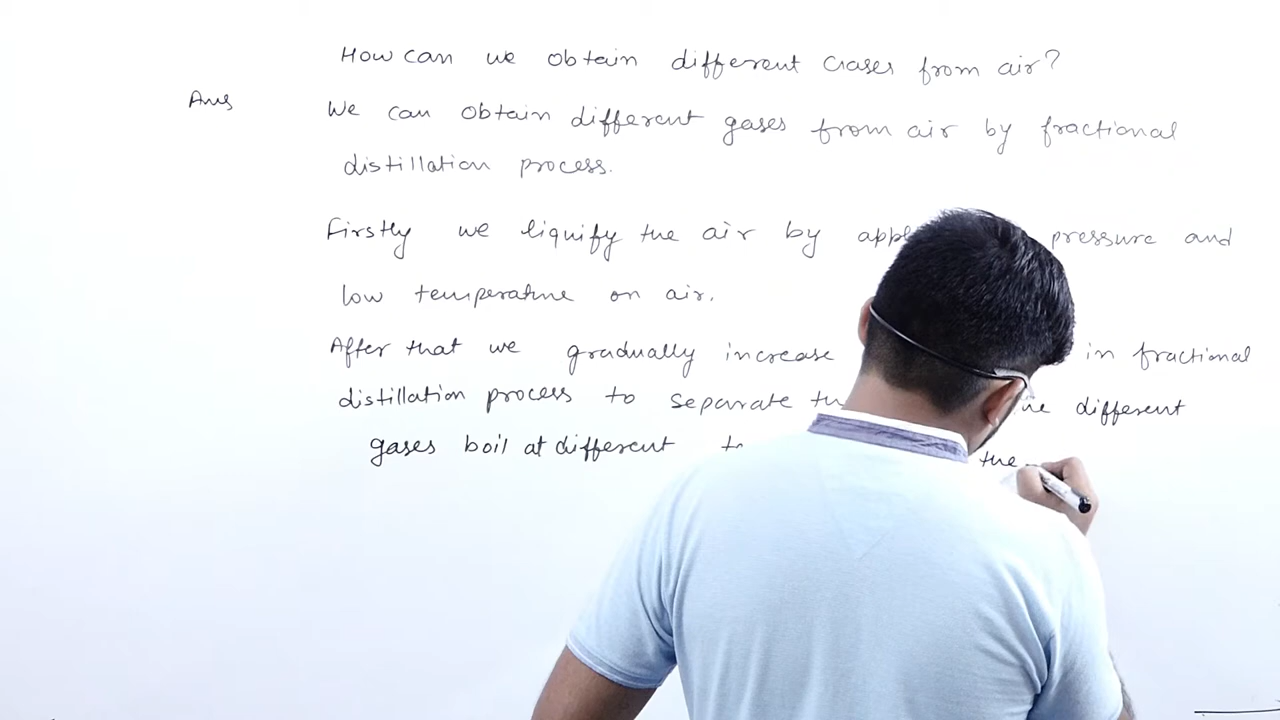 How can we obtain different Gases from air?
Ans
We can obtain different gases from air by fractional
distillation process.
Firstly we liquify the air by pressure and
low temperature on air.
After that we gradually increase in fractional
distillation process to separate different
gases boil at different the